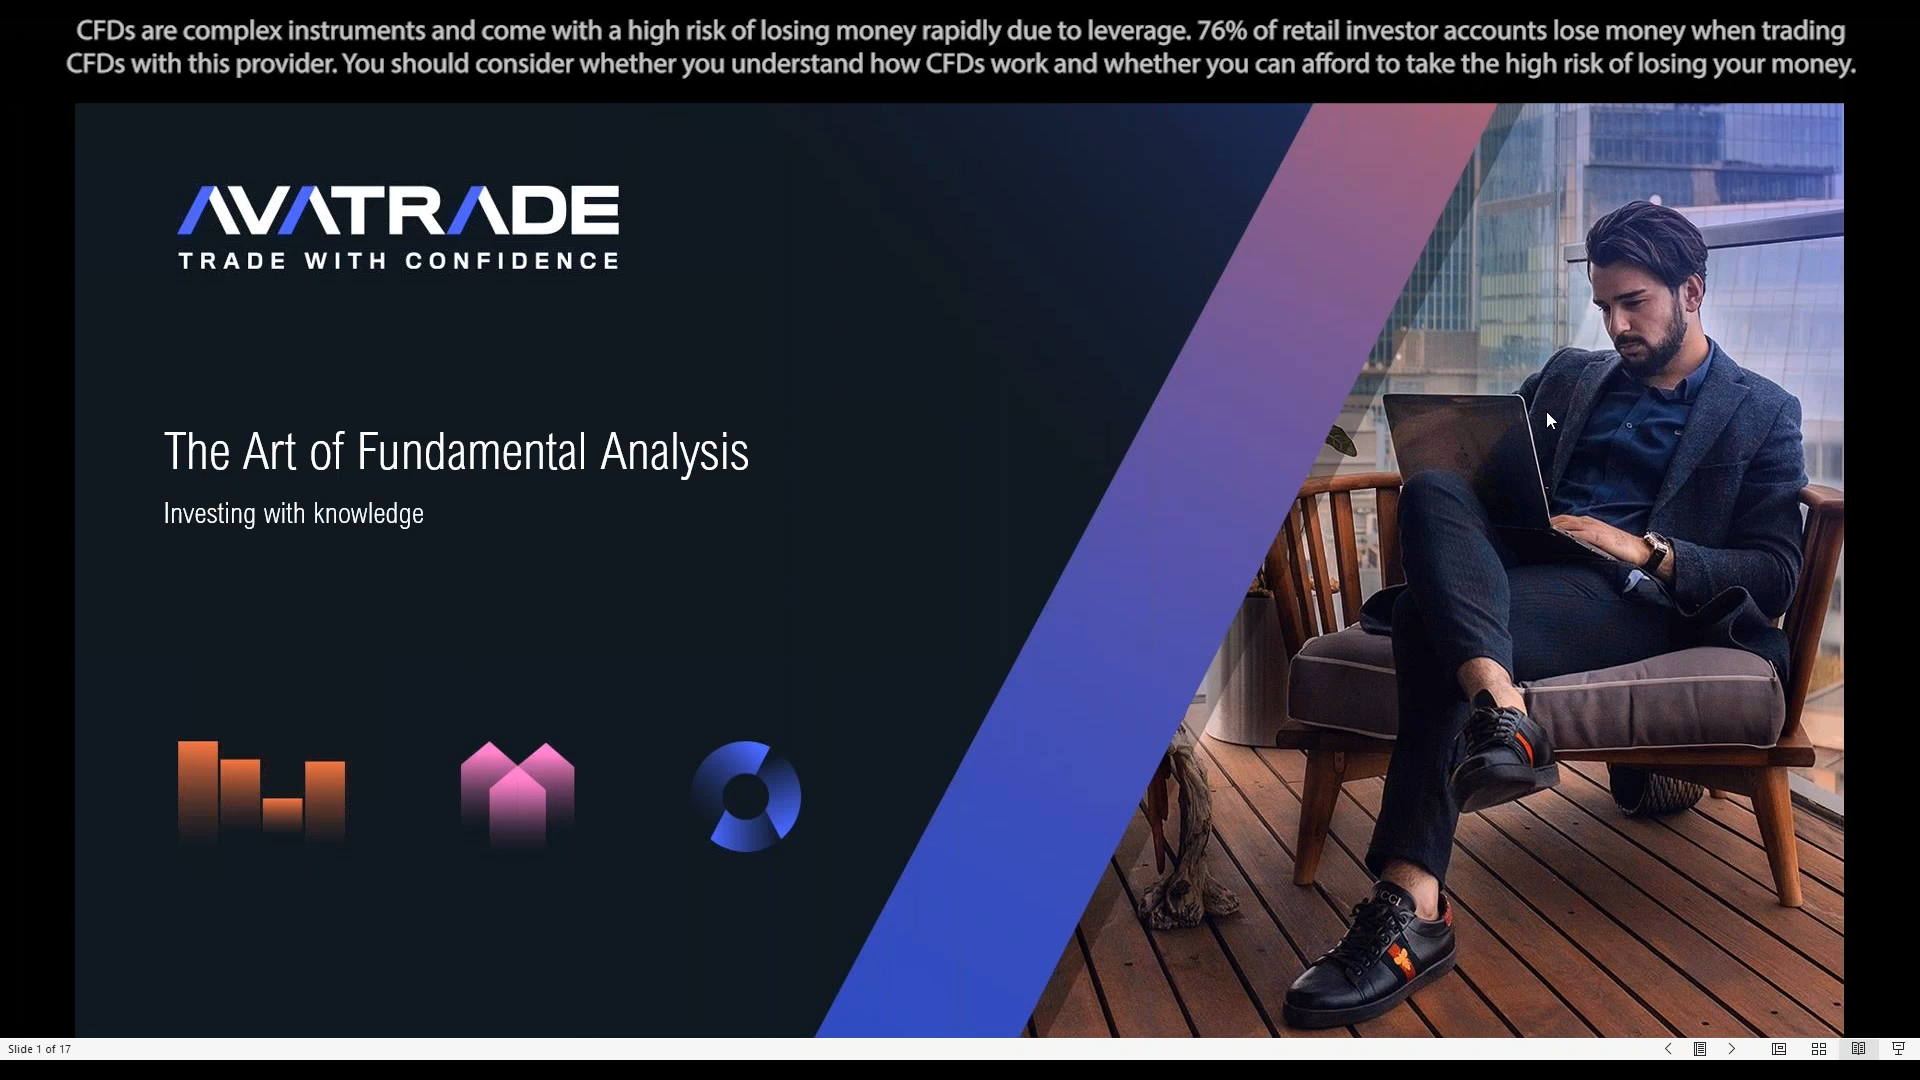 CFDs are complex instruments and come with a high risk of losing money rapidly due to leverage. 76% of retail investor accounts lose money when trading
CFDs with this provider. You should consider whether you understand how CFDs work and whether you can afford to take the high risk of losing your money.
AVATRADE
TRADE WITH CONFIDENCE
The Art of Fundamental Analysis
Investing with knowledge
Slide 1 of 17